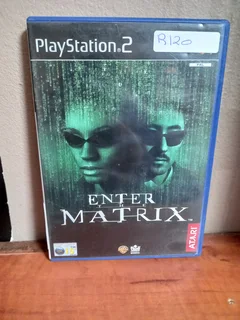 PlayStation 2
R120
ENTER
THE
MATRIX
ATARI